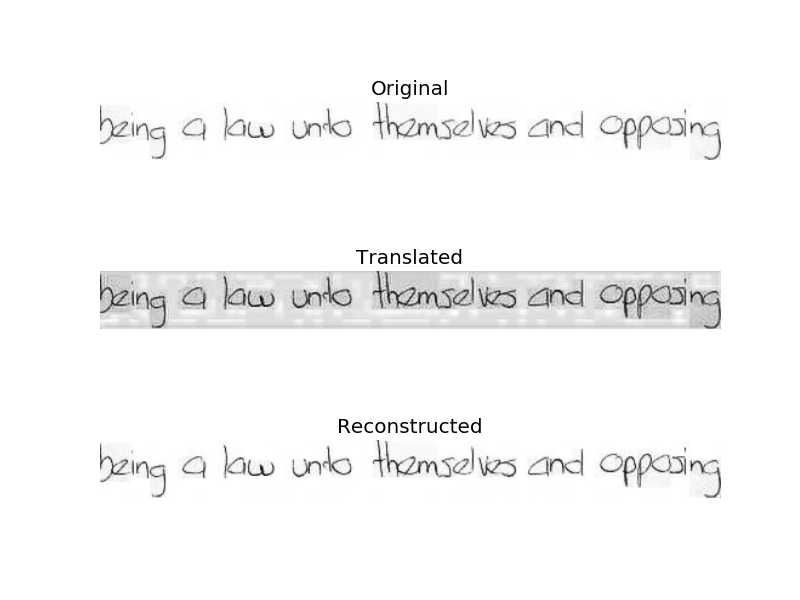 Original
being a law unto themselves and opposing
Translated
being a law unto themselves and opposing
Reconstructed
being a law unto themselves and opposing